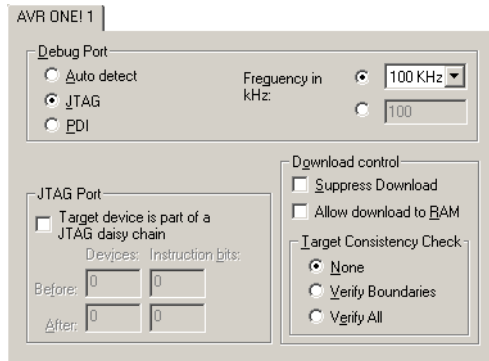 AVR ONE! 1
Debug Port
Auto detect
JTAG
PDI
Freguency in
kHz:
100 KHz
100
JTAG Port
Target device is part of a
JTAG daisy chain
Devices: Instruction bits:
Before: 0 0
After: 0 0
Download control
Suppress Download
Allow download to RAM
Target Consistency Check
None
Verify Boundaries
Verify All